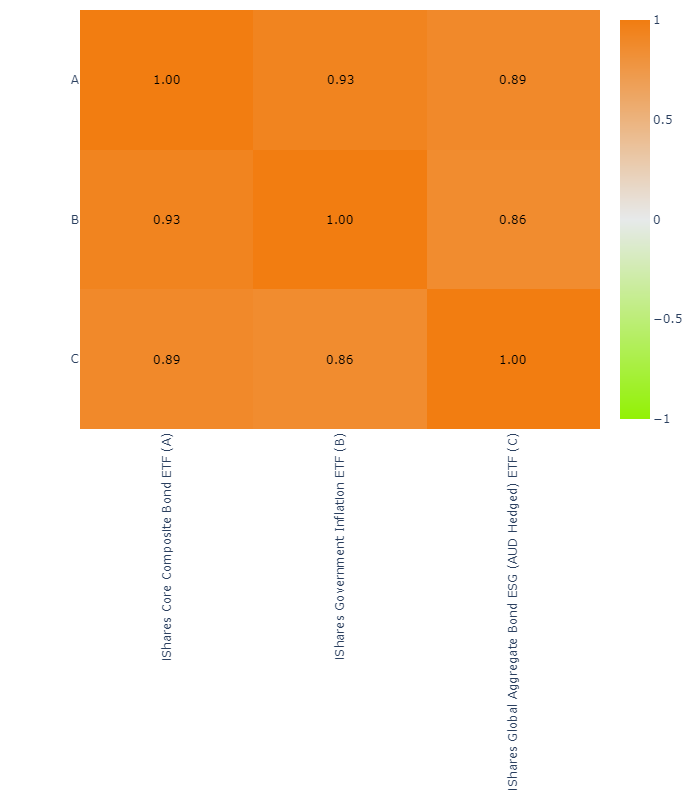 A
1.00
0.93
0.89
B
0.93
1.00
0.86
C
0.89
0.86
1.00
1
0.5
0
−0.5
−1
IShares Core Composite Bond ETF (A)
IShares Government Inflation ETF (B)
IShares Global Aggregate Bond ESG (AUD Hedged) ETF (C)